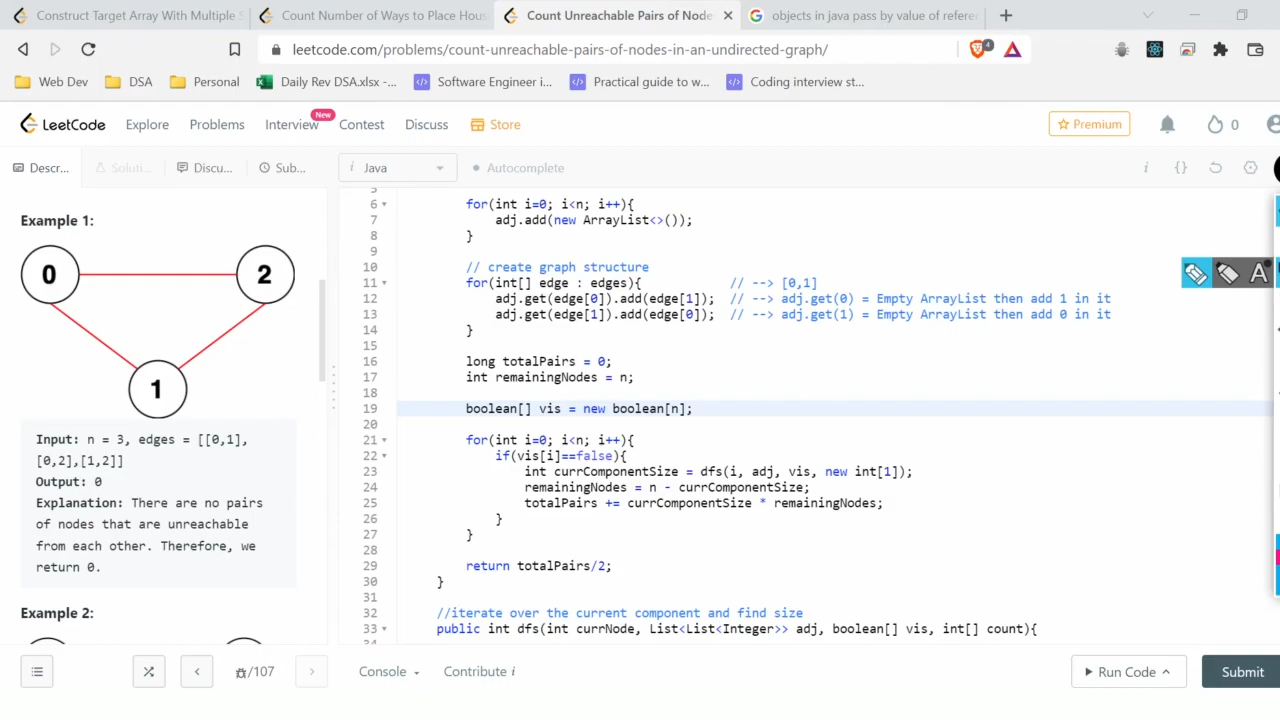 Construct Target Array With Multiple S
Count Number of Ways to Place Hous
Count Unreachable Pairs of Node
objects in java pass by value of referen
leetcode.com/problems/count-unreachable-pairs-of-nodes-in-an-undirected-graph/
4
Web Dev
DSA
Personal
Daily Rev DSA.xlsx -...
Software Engineer i...
Practical guide to w...
Coding interview st...
LeetCode
Explore
Problems
Interview
New
Contest
Discuss
Store
Premium
0
Descr...
Soluti...
Discu...
Sub...
i Java
Autocomplete
i {}
Example 1:
0
2
1
Input: n = 3, edges = [[0,1],
[0,2],[1,2]]
Output: 0
Explanation: There are no pairs
of nodes that are unreachable
from each other. Therefore, we
return 0.
Example 2:
5
6 for(int i=0; i<n; i++){
7 adj.add(new ArrayList<>());
8 }
9
10 // create graph structure
11 for(int[] edge : edges){ // --> [0,1]
12 adj.get(edge[0]).add(edge[1]); // --> adj.get(0) = Empty ArrayList then add 1 in it
13 adj.get(edge[1]).add(edge[0]); // --> adj.get(1) = Empty ArrayList then add 0 in it
14 }
15
16 long totalPairs = 0;
17 int remainingNodes = n;
18
19 boolean[] vis = new boolean[n];
20
21 for(int i=0; i<n; i++){
22 if(vis[i]==false){
23 int currComponentSize = dfs(i, adj, vis, new int[1]);
24 remainingNodes = n - currComponentSize;
25 totalPairs += currComponentSize * remainingNodes;
26 }
27 }
28
29 return totalPairs/2;
30 }
31
32 //iterate over the current component and find size
33 public int dfs(int currNode, List<List<Integer>> adj, boolean[] vis, int[] count){
34
A
/107
Console
Contribute i
Run Code
Submit